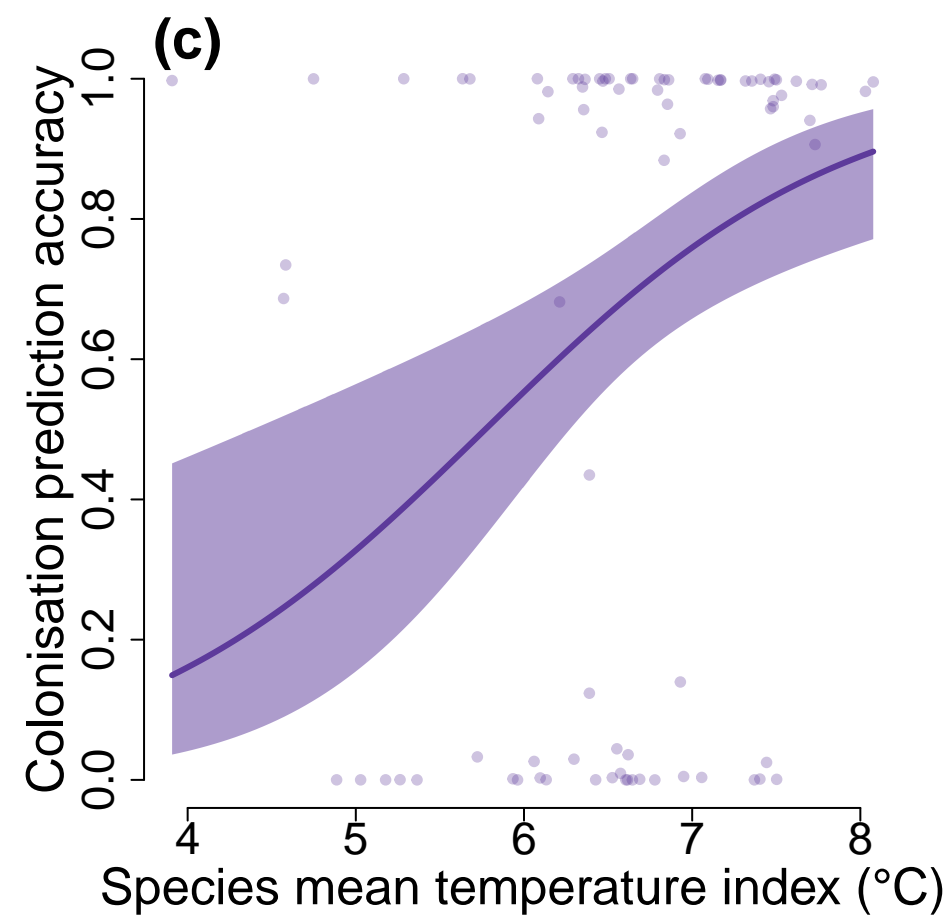 (c)
Colonisation prediction accuracy
1.0
0.8
0.6
0.4
0.2
0.0
4 5 6 7 8
Species mean temperature index (°C)